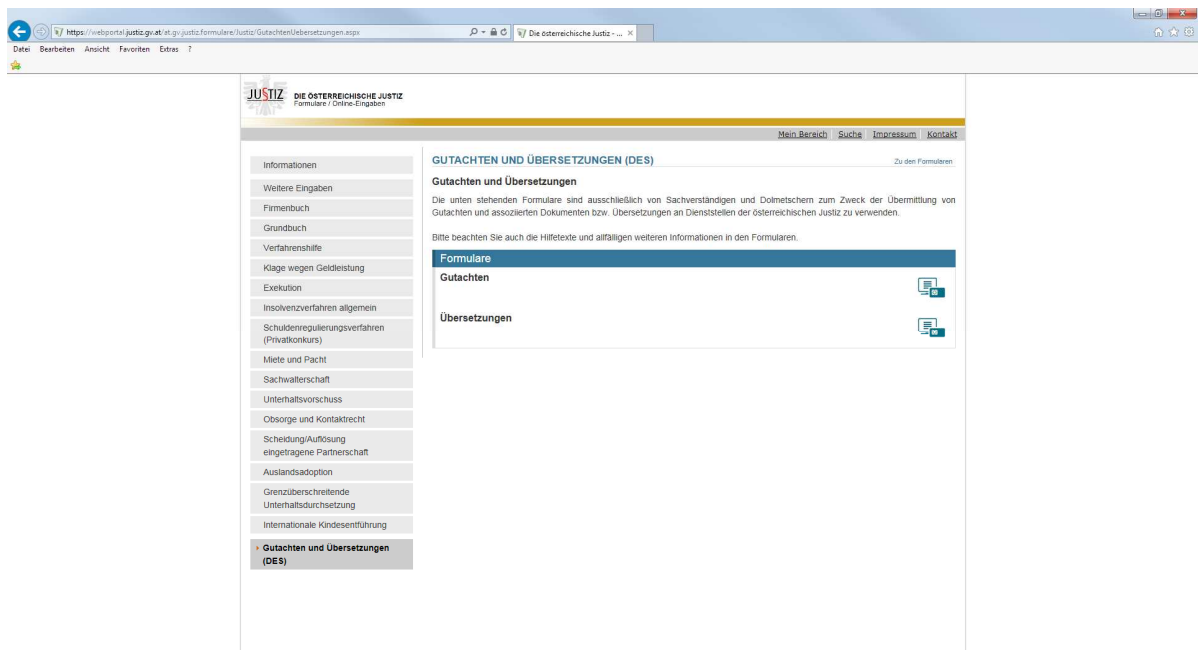 https://webportal.justiz.gv.at/at.gv.justiz.formulare/Justiz/GutachtenUebersetzungen.aspx
Die österreichische Justiz - ...
Datei Bearbeiten Ansicht Favoriten Extras ?
JUSTIZ
DIE ÖSTERREICHISCHE JUSTIZ
Formulare / Online-Eingaben
Mein Bereich Suche Impressum Kontakt
Informationen
Weitere Eingaben
Firmenbuch
Grundbuch
Verfahrenshilfe
Klage wegen Geldleistung
Exekution
Insolvenzverfahren allgemein
Schuldenregulierungsverfahren
(Privatkonkurs)
Miete und Pacht
Sachwalterschaft
Unterhaltsvorschuss
Obsorge und Kontaktrecht
Scheidung/Auflösung
eingetragene Partnerschaft
Auslandsadoption
Grenzüberschreitende
Unterhaltsdurchsetzung
Internationale Kindesentführung
Gutachten und Übersetzungen
(DES)
GUTACHTEN UND ÜBERSETZUNGEN (DES)
Zu den Formularen
Gutachten und Übersetzungen
Die unten stehenden Formulare sind ausschließlich von Sachverständigen und Dolmetschern zum Zweck der Übermittlung von
Gutachten und assoziierten Dokumenten bzw. Übersetzungen an Dienststellen der österreichischen Justiz zu verwenden.
Bitte beachten Sie auch die Hilfetexte und allfälligen weiteren Informationen in den Formularen.
Formulare
Gutachten
Übersetzungen